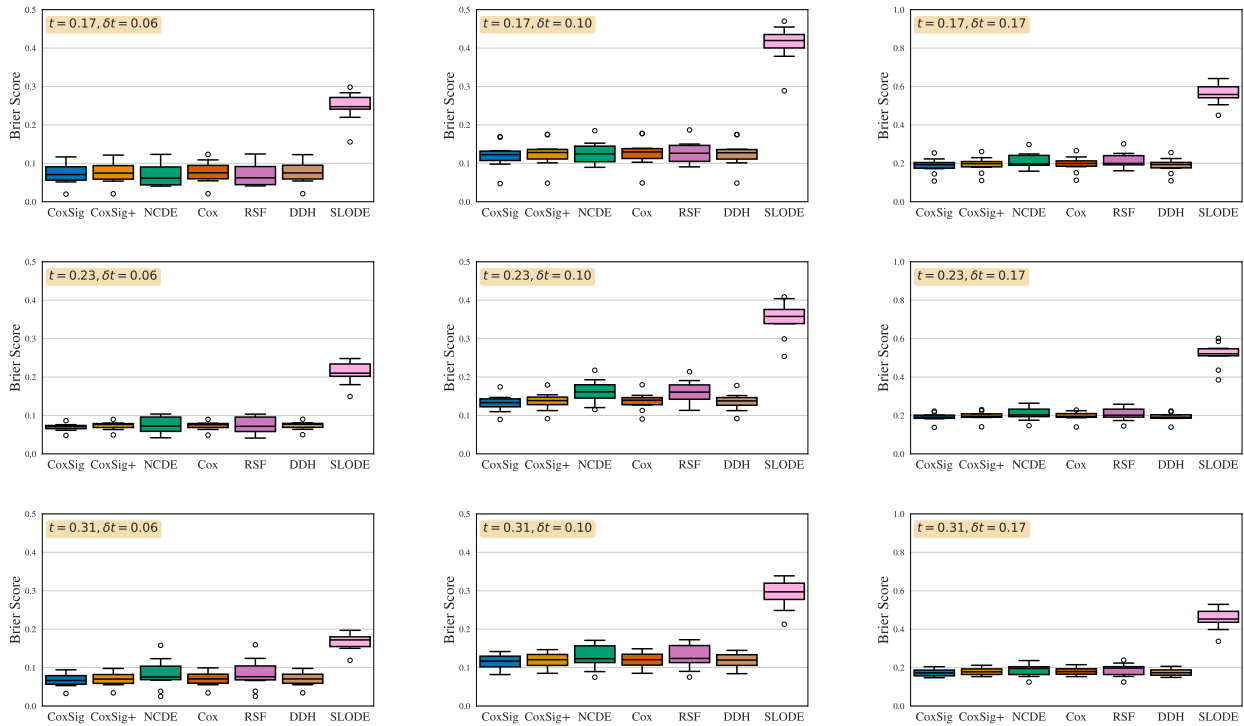 t = 0.17, δt = 0.06
Brier Score
0.5
0.4
0.3
0.2
0.1
0.0
CoxSig CoxSig+ NCDE Cox RSF DDH SLODE
t = 0.17, δt = 0.10
Brier Score
0.5
0.4
0.3
0.2
0.1
0.0
CoxSig CoxSig+ NCDE Cox RSF DDH SLODE
t = 0.17, δt = 0.17
Brier Score
1.0
0.8
0.6
0.4
0.2
0.0
CoxSig CoxSig+ NCDE Cox RSF DDH SLODE
t = 0.23, δt = 0.06
Brier Score
0.5
0.4
0.3
0.2
0.1
0.0
CoxSig CoxSig+ NCDE Cox RSF DDH SLODE
t = 0.23, δt = 0.10
Brier Score
0.5
0.4
0.3
0.2
0.1
0.0
CoxSig CoxSig+ NCDE Cox RSF DDH SLODE
t = 0.23, δt = 0.17
Brier Score
1.0
0.8
0.6
0.4
0.2
0.0
CoxSig CoxSig+ NCDE Cox RSF DDH SLODE
t = 0.31, δt = 0.06
Brier Score
0.5
0.4
0.3
0.2
0.1
0.0
CoxSig CoxSig+ NCDE Cox RSF DDH SLODE
t = 0.31, δt = 0.10
Brier Score
0.5
0.4
0.3
0.2
0.1
0.0
CoxSig CoxSig+ NCDE Cox RSF DDH SLODE
t = 0.31, δt = 0.17
Brier Score
1.0
0.8
0.6
0.4
0.2
0.0
CoxSig CoxSig+ NCDE Cox RSF DDH SLODE